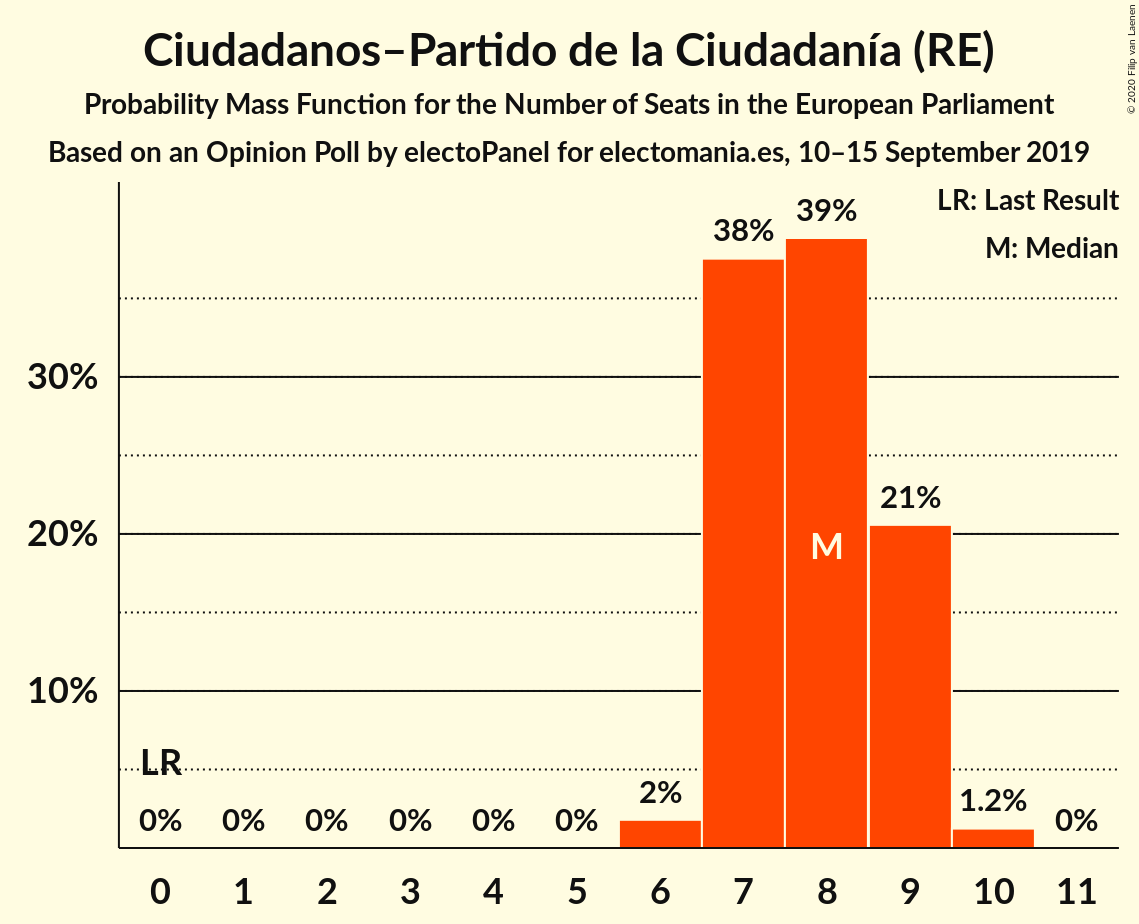 Ciudadanos–Partido de la Ciudadanía (RE)
Probability Mass Function for the Number of Seats in the European Parliament
Based on an Opinion Poll by electoPanel for electomania.es, 10–15 September 2019
© 2020 Filip van Laenen
LR: Last Result
M: Median
39%
38%
30%
21%
20%
M
10%
LR
2%
1.2%
0% 0% 0% 0% 0% 0% 0%
0 1 2 3 4 5 6 7 8 9 10 11